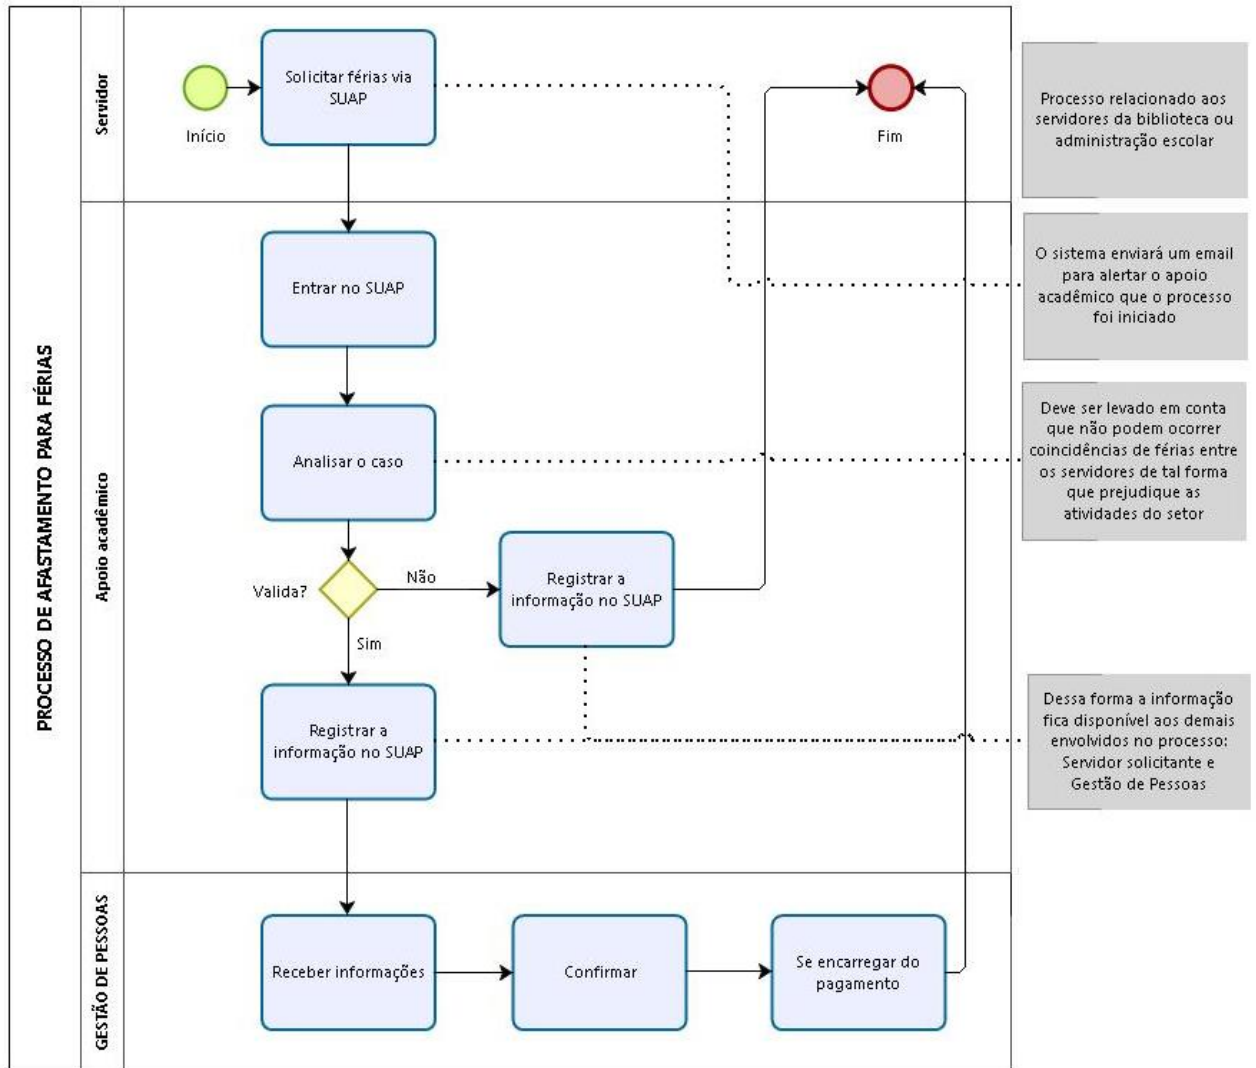 PROCESSO DE AFASTAMENTO PARA FÉRIAS
Servidor
Início
Solicitar férias via
SUAP
Fim
Processo relacionado aos
servidores da biblioteca ou
administração escolar
Apoio acadêmico
Entrar no SUAP
O sistema enviará um email
para alertar o apoio
acadêmico que o processo
foi iniciado
Analisar o caso
Deve ser levado em conta
que não podem ocorrer
coincidências de férias entre
os servidores de tal forma
que prejudique as
atividades do setor
Valida?
Não
Registrar a
informação no SUAP
Sim
Registrar a
informação no SUAP
Dessa forma a informação
fica disponível aos demais
envolvidos no processo:
Servidor solicitante e
Gestão de Pessoas
GESTÃO DE PESSOAS
Receber informações
Confirmar
Se encarregar do
pagamento